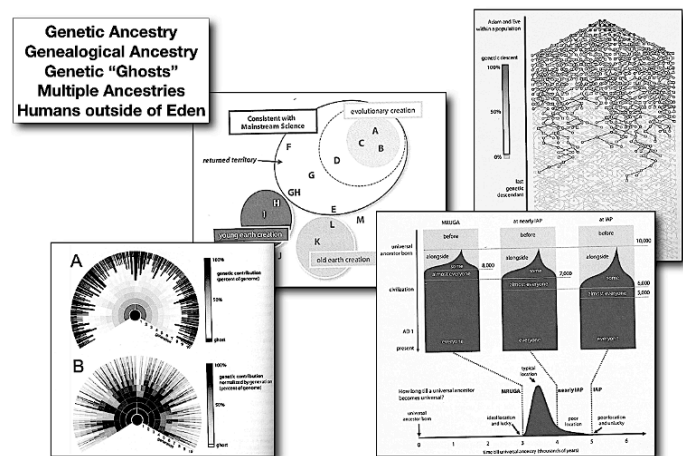 Genetic Ancestry
Genealogical Ancestry
Genetic "Ghosts"
Multiple Ancestries
Humans outside of Eden
Consistent with
Mainstream Science
evolutionary creation
returned territory
F
A
C
B
D
G
GH
H
I
E
M
L
K
J
young earth creation
old earth creation
Adam and Eve
within a population
genetic descent
100%
50%
0%
last
genetic
descendant
A
100%
genetic contribution
(percent of genome)
50%
ghost
generations
B
100%
genetic contribution
normalized by generation
(percent of genome)
50%
ghost
generations
MRUGA
at nearly IAP
at IAP
before
before
before
universal
ancestor born
10,000
alongside
alongside
alongside
some
8,000
some
7,000
some
almost everyone
almost everyone
almost everyone
6,000
5,000
civilization
AD 1
present
everyone
everyone
everyone
typical
location
How long till a universal ancestor
becomes universal?
MRUGA
nearly IAP
IAP
universal
ancestor born
ideal location
and lucky
poor
location
poor location
and unlucky
0
1
2
3
4
5
6
time till universal ancestry (thousands of years)